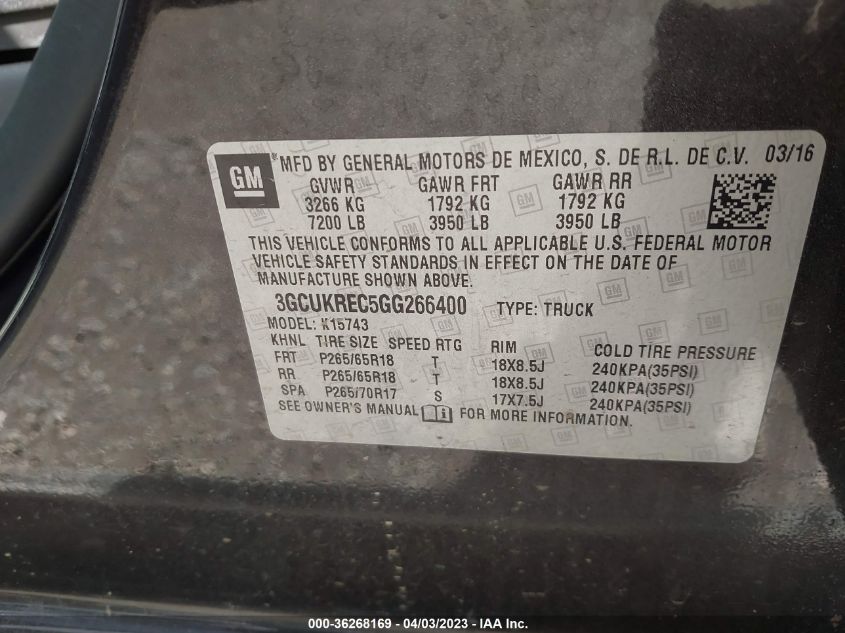 GM
MFD BY GENERAL MOTORS DE MEXICO, S. DE R.L. DE C.V. 03/16
GVWR GAWR FRT GAWR RR
3266 KG 1792 KG 1792 KG
7200 LB 3950 LB 3950 LB
THIS VEHICLE CONFORMS TO ALL APPLICABLE U.S. FEDERAL MOTOR
VEHICLE SAFETY STANDARDS IN EFFECT ON THE DATE OF
MANUFACTURE SHOWN ABOVE.
3GCUKREC5GG266400 TYPE: TRUCK
MODEL: K15743
KHNL TIRE SIZE SPEED RTG RIM COLD TIRE PRESSURE
FRT P265/65R18 T 18X8.5J 240KPA(35PSI)
RR P265/65R18 T 18X8.5J 240KPA(35PSI)
SPA P265/70R17 S 17X7.5J 240KPA(35PSI)
SEE OWNER'S MANUAL FOR MORE INFORMATION.
000-36268169 - 04/03/2023 - IAA Inc.